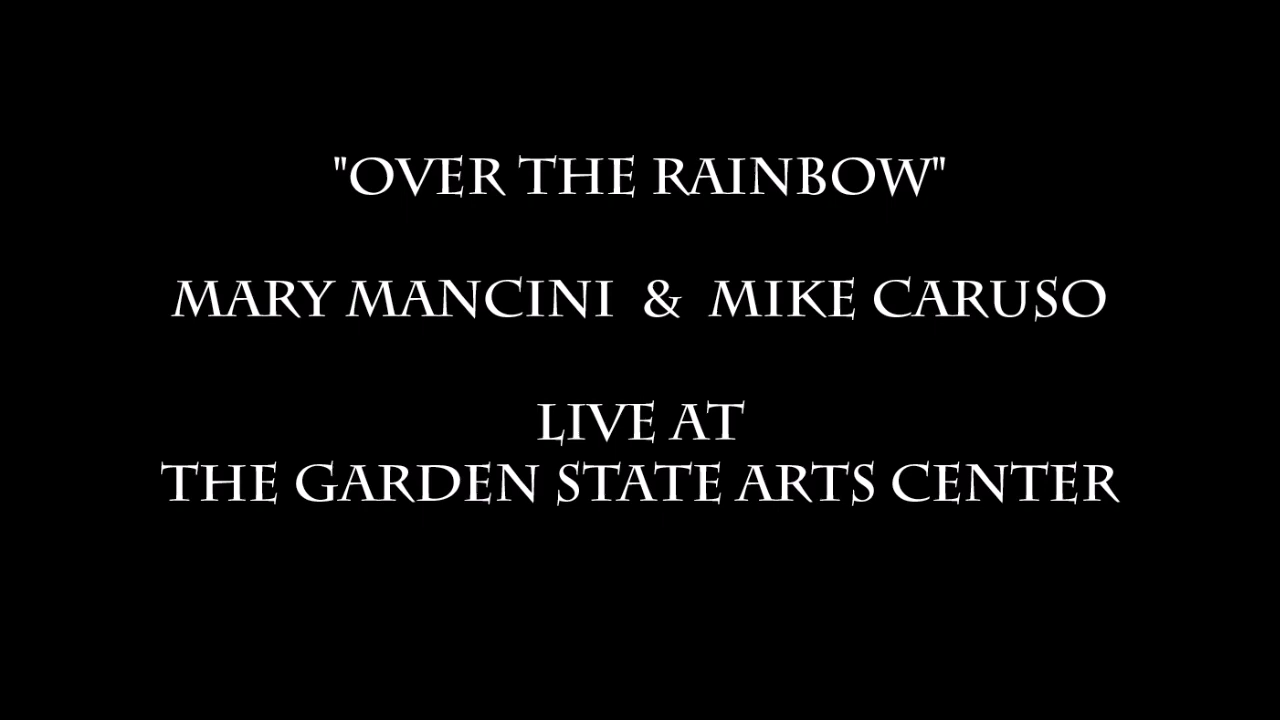 "OVER THE RAINBOW"
MARY MANCINI & MIKE CARUSO
LIVE AT
THE GARDEN STATE ARTS CENTER